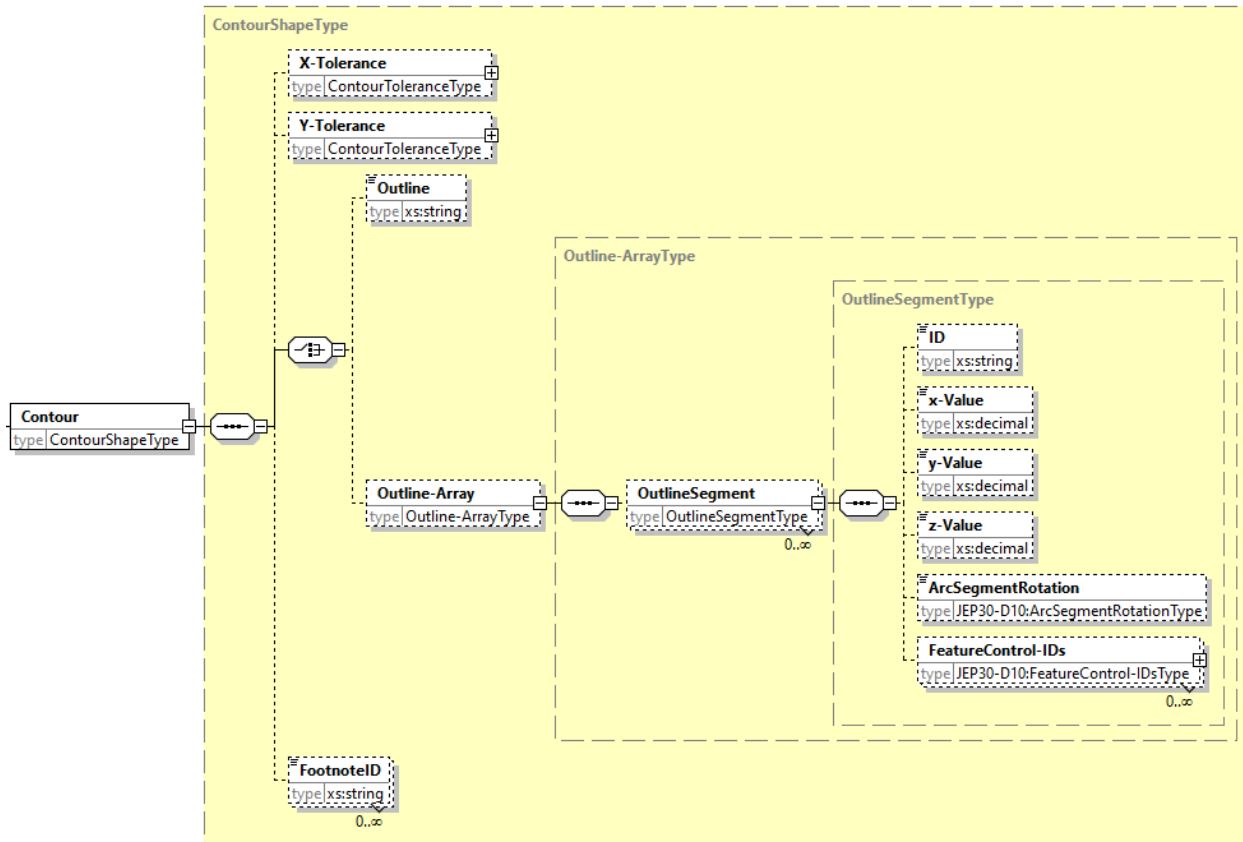 ContourShapeType
X-Tolerance
type ContourToleranceType
Y-Tolerance
type ContourToleranceType
Outline
type xs:string
Outline-ArrayType
OutlineSegmentType
ID
type xs:string
x-Value
type xs:decimal
y-Value
type xs:decimal
z-Value
type xs:decimal
ArcSegmentRotation
type JEP30-D10:ArcSegmentRotationType
FeatureControl-IDs
type JEP30-D10:FeatureControl-IDsType
0..∞
Contour
type ContourShapeType
Outline-Array
type Outline-ArrayType
OutlineSegment
type OutlineSegmentType
0..∞
FootnoteID
type xs:string
0..∞